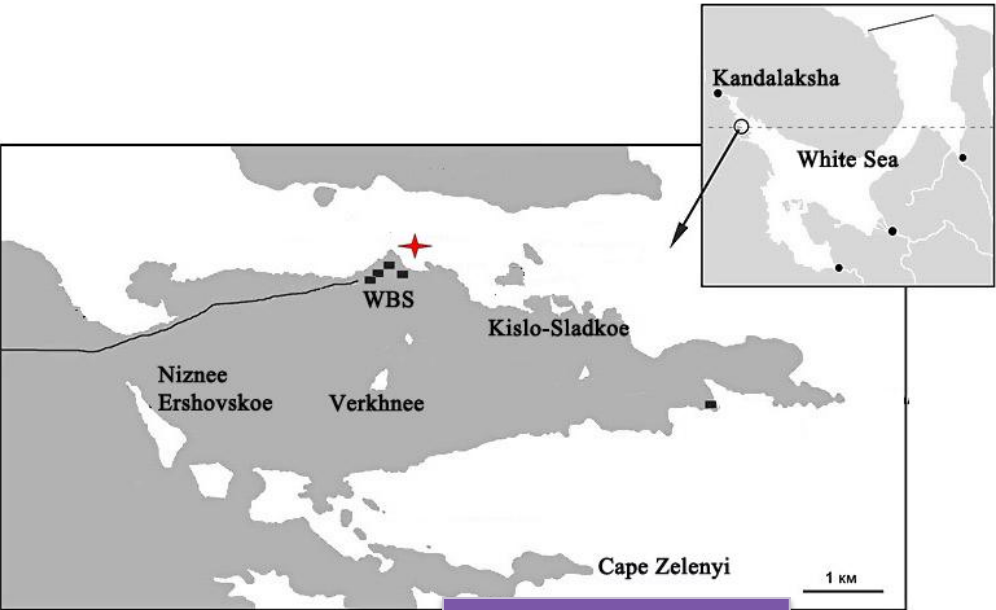 Kandalaksha
White Sea
WBS
Kislo-Sladkoe
Niznee
Ershovskoe
Verkhnee
Cape Zelenyi
1 км